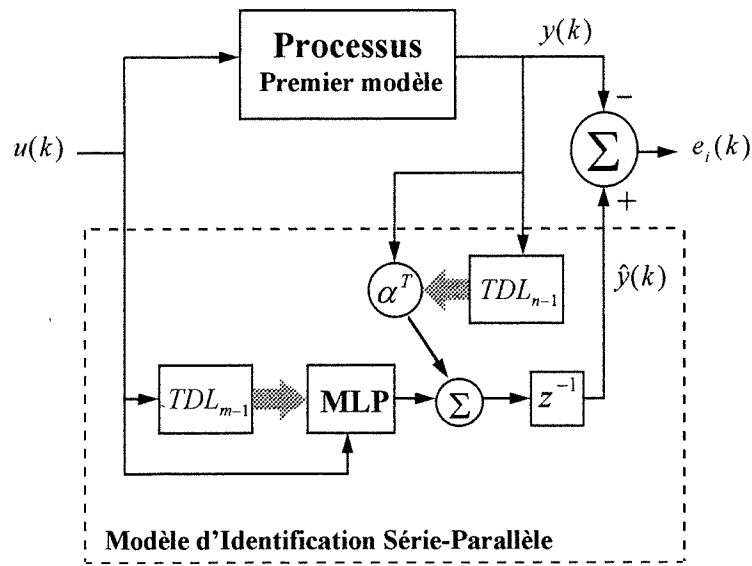 Processus
Premier modèle
y(k)
−
u(k)
Σ
e_i(k)
+
α^T
TDL_{n-1}
ŷ(k)
TDL_{m-1}
MLP
Σ
z^{-1}
Modèle d'Identification Série-Parallèle